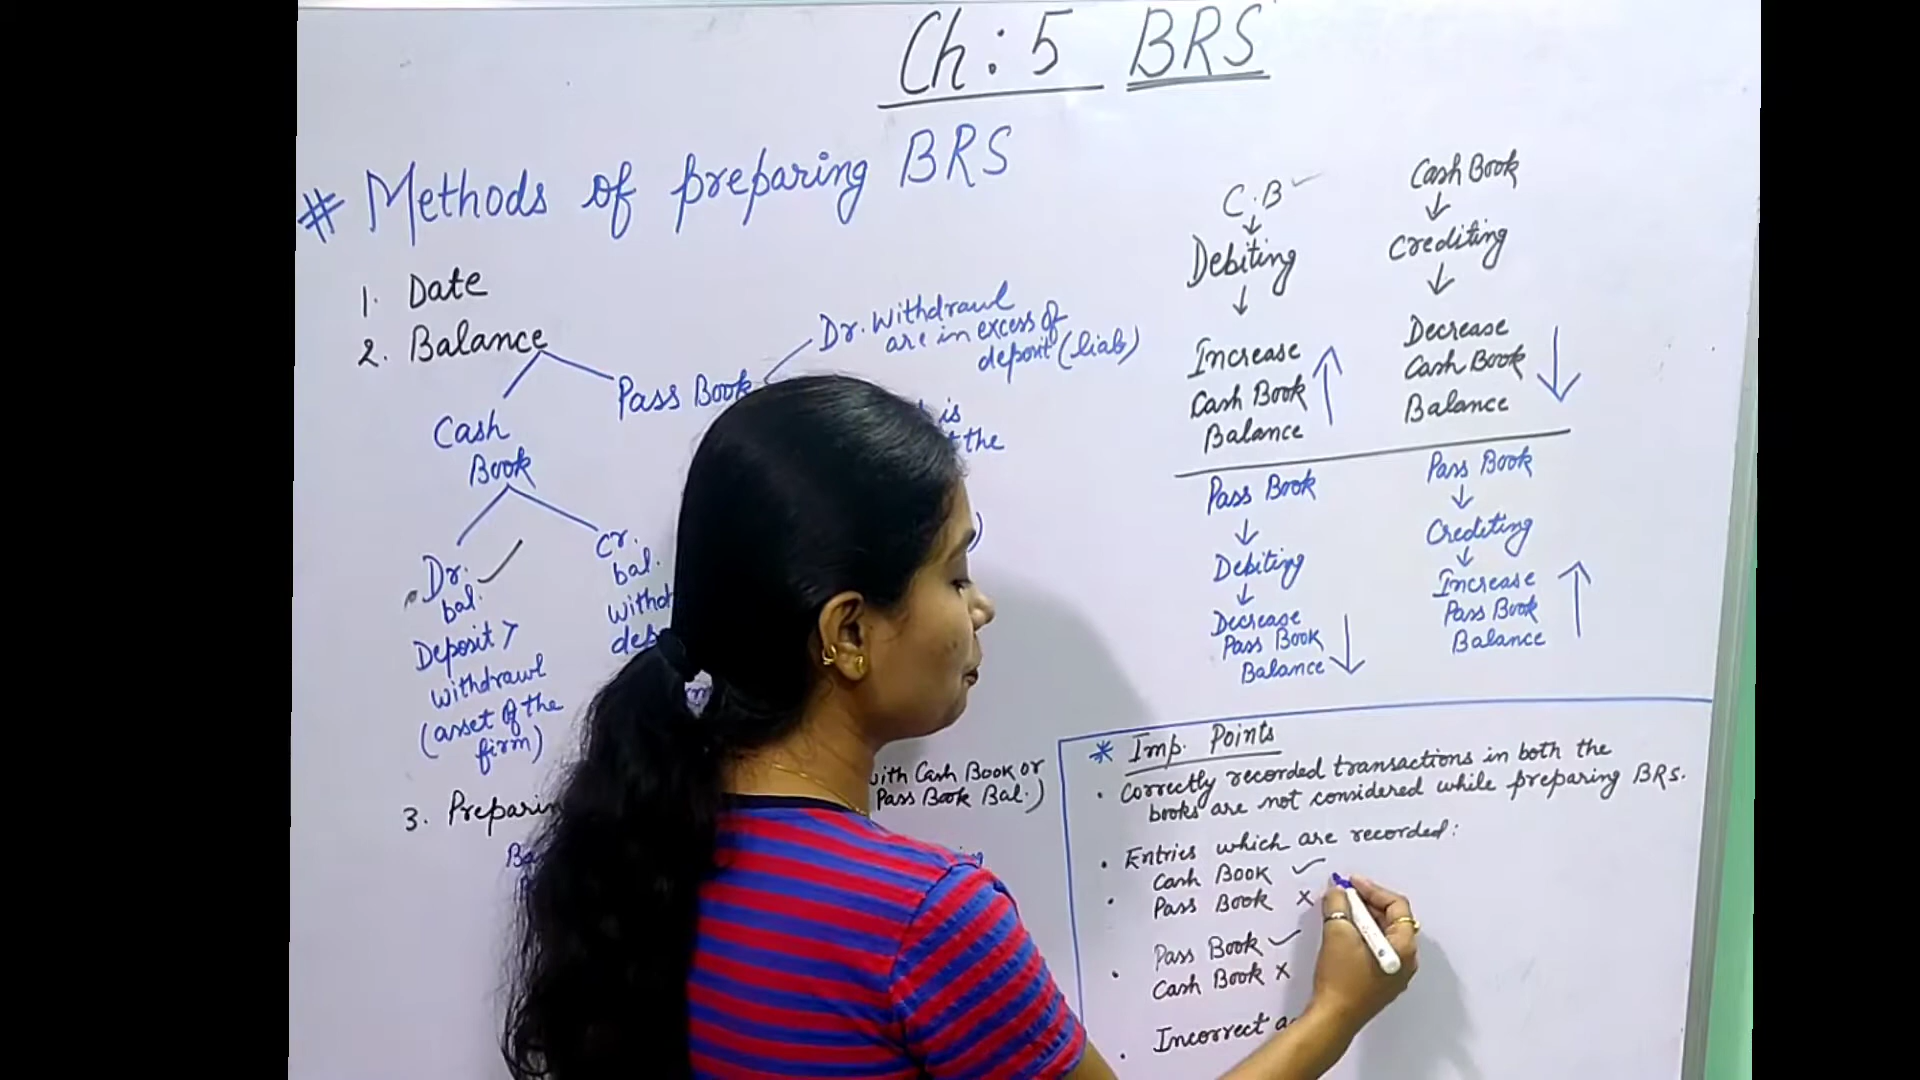 Ch: 5 BRS
# Methods of preparing BRS
1. Date
2. Balance
Cash
Book
Pass Book
Dr. Withdrawl
are in excess of
deposit (liab)
is
the
Dr.
bal.
Deposit >
withdrawl
(asset of the
firm)
Cr.
bal.
3. Preparin
with Cash Book or
Pass Book Bal.)
C.B ✓
↓
Debiting
↓
Increase
Cash Book
Balance
↑
Cash Book
↓
Crediting
↓
Decrease
Cash Book
Balance
↓
Pass Book
↓
Debiting
↓
Decrease
Pass Book
Balance
↓
Pass Book
↓
Crediting
↓
Increase
Pass Book
Balance
↑
* Imp. Points
• Correctly recorded transactions in both the
books are not considered while preparing BRS.
• Entries which are recorded:
Cash Book ✓
• Pass Book ×
Pass Book ✓
• Cash Book ×
• Incorrect